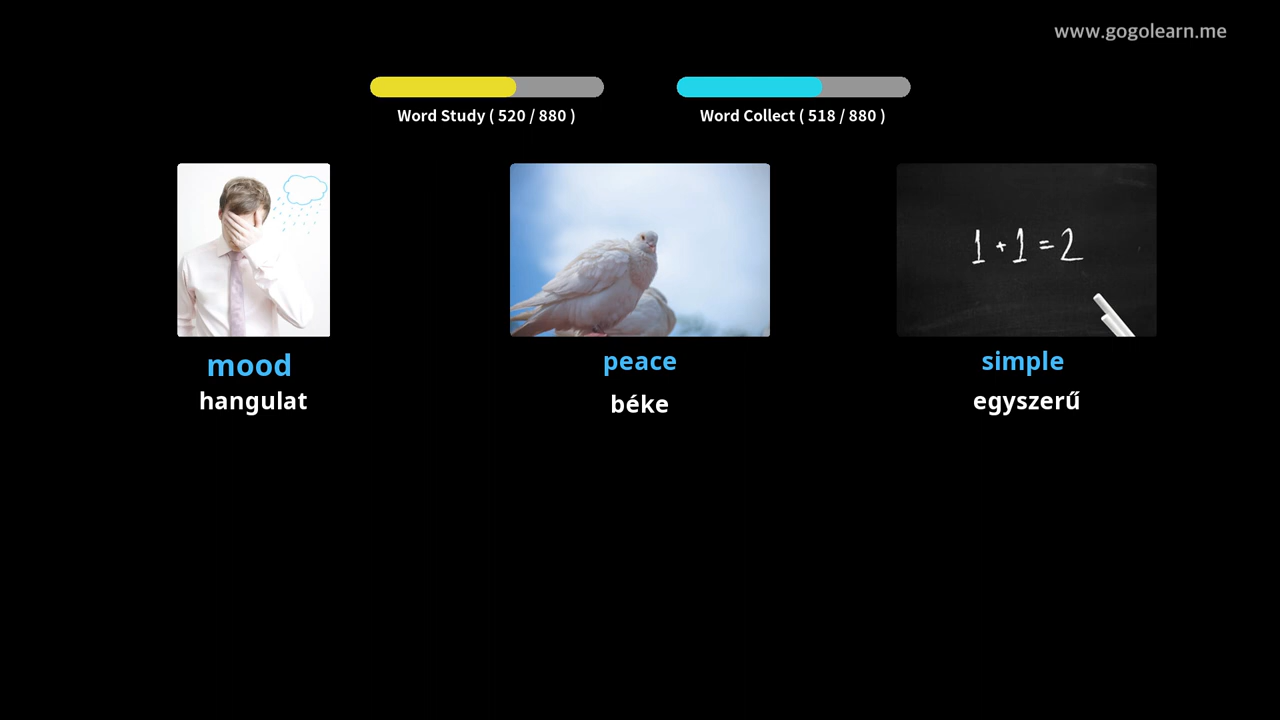 www.gogolearn.me
Word Study ( 520 / 880 )
Word Collect ( 518 / 880 )
1 + 1 = 2
mood
hangulat
peace
béke
simple
egyszerű